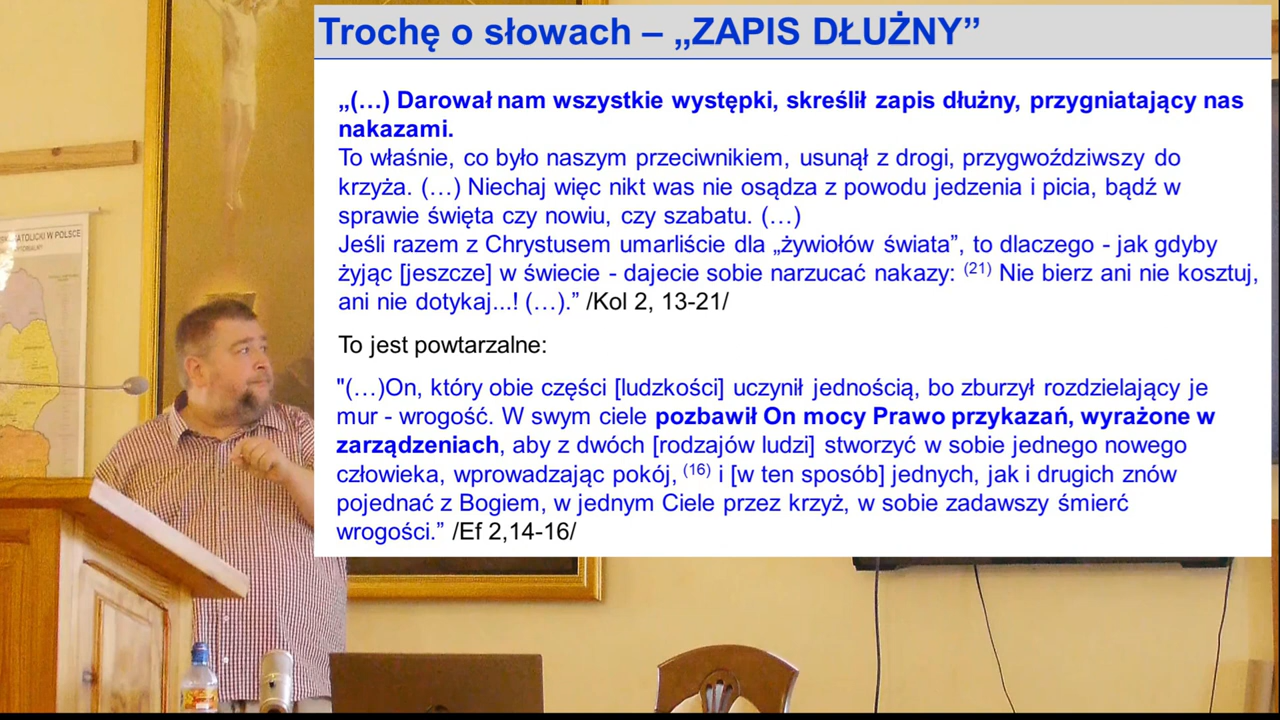 Trochę o słowach – „ZAPIS DŁUŻNY”
„(…) Darował nam wszystkie występki, skreślił zapis dłużny, przygniatający nas
nakazami.
To właśnie, co było naszym przeciwnikiem, usunął z drogi, przygwoździwszy do
krzyża. (…) Niechaj więc nikt was nie osądza z powodu jedzenia i picia, bądź w
sprawie święta czy nowiu, czy szabatu. (…)
Jeśli razem z Chrystusem umarliście dla „żywiołów świata”, to dlaczego - jak gdyby
żyjąc [jeszcze] w świecie - dajecie sobie narzucać nakazy: (21) Nie bierz ani nie kosztuj,
ani nie dotykaj...! (…).” /Kol 2, 13-21/
To jest powtarzalne:
"(…)On, który obie części [ludzkości] uczynił jednością, bo zburzył rozdzielający je
mur - wrogość. W swym ciele pozbawił On mocy Prawo przykazań, wyrażone w
zarządzeniach, aby z dwóch [rodzajów ludzi] stworzyć w sobie jednego nowego
człowieka, wprowadzając pokój, (16) i [w ten sposób] jednych, jak i drugich znów
pojednać z Bogiem, w jednym Ciele przez krzyż, w sobie zadawszy śmierć
wrogości.” /Ef 2,14-16/
W POLSCE